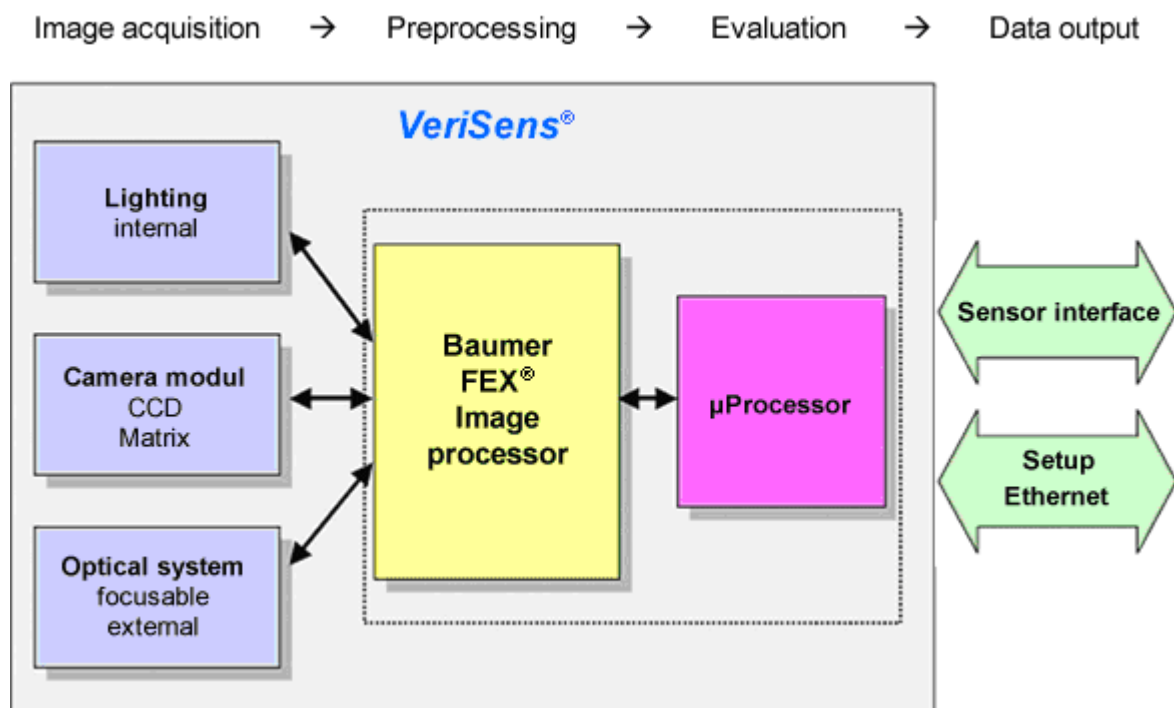 Image acquisition → Preprocessing → Evaluation → Data output
VeriSens®
Lighting
internal
Camera modul
CCD
Matrix
Optical system
focusable
external
Baumer
FEX®
Image
processor
µProcessor
Sensor interface
Setup
Ethernet